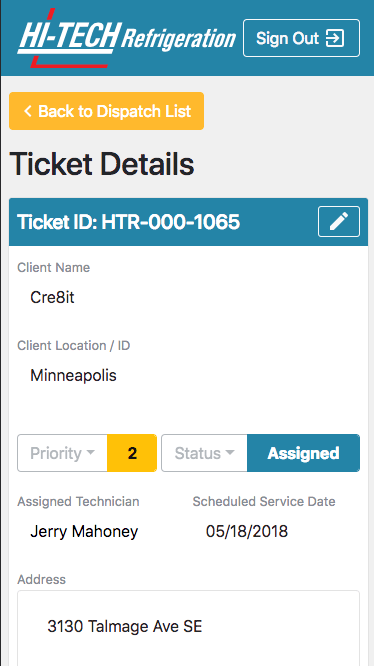 HI-TECH Refrigeration
Sign Out
Back to Dispatch List
Ticket Details
Ticket ID: HTR-000-1065
Client Name
Cre8it
Client Location / ID
Minneapolis
Priority 2 Status Assigned
Assigned Technician Scheduled Service Date
Jerry Mahoney 05/18/2018
Address
3130 Talmage Ave SE